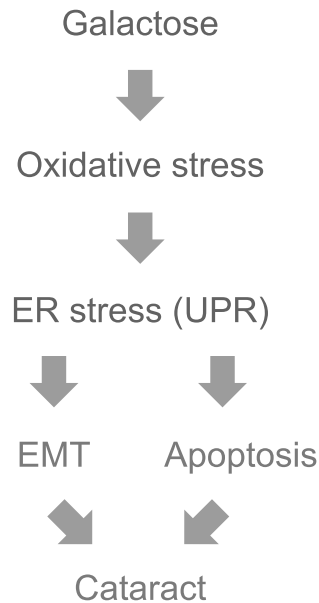 Galactose
Oxidative stress
ER stress (UPR)
EMT Apoptosis
Cataract